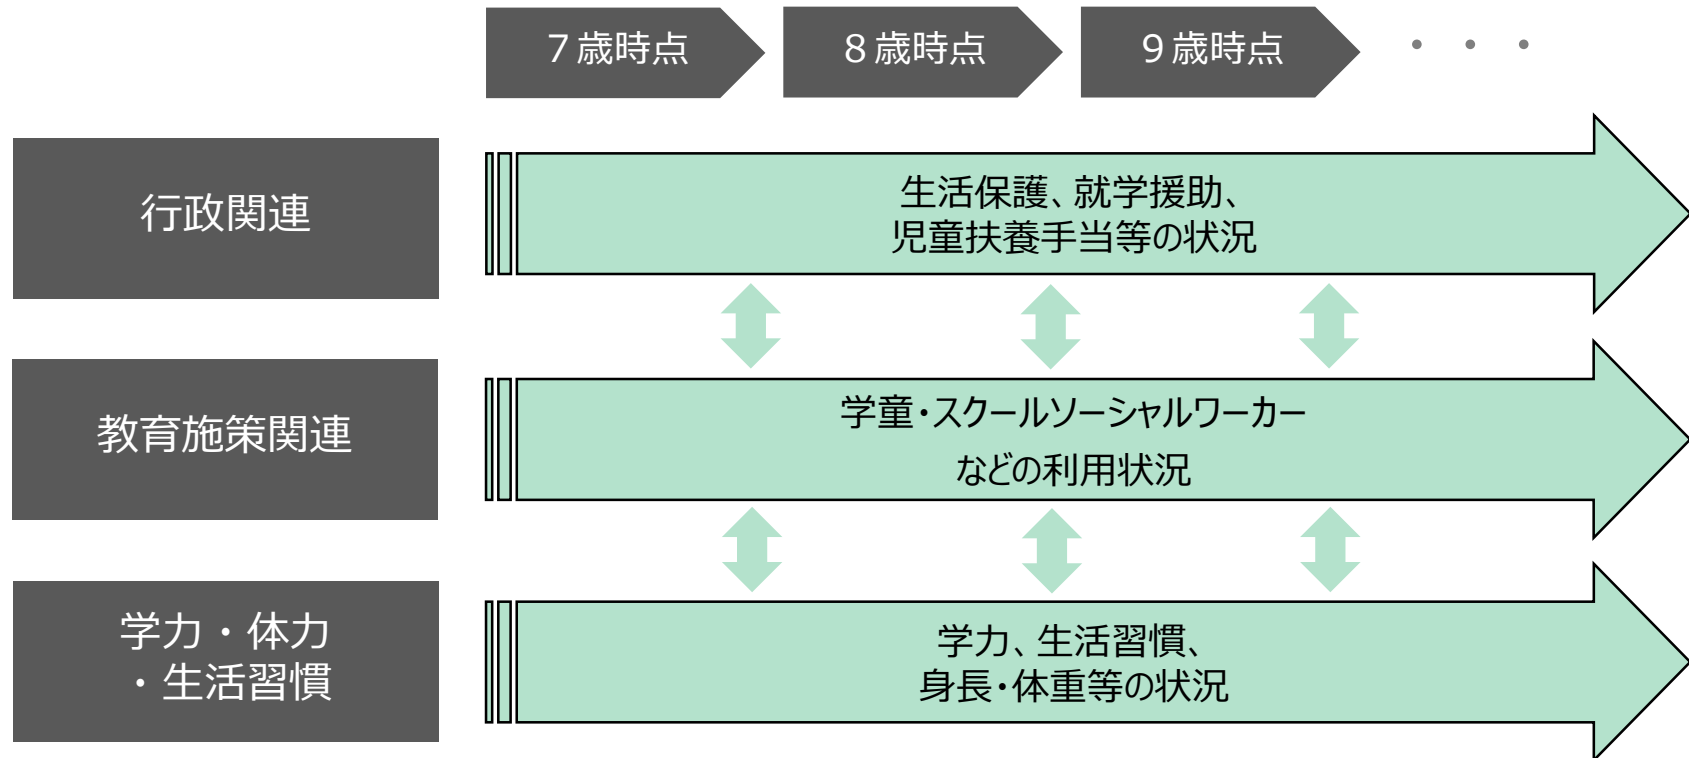 ７歳時点
８歳時点
９歳時点
・・・
行政関連
生活保護、就学援助、
児童扶養手当等の状況
教育施策関連
学童・スクールソーシャルワーカー
などの利用状況
学力・体力
・生活習慣
学力、生活習慣、
身長・体重等の状況